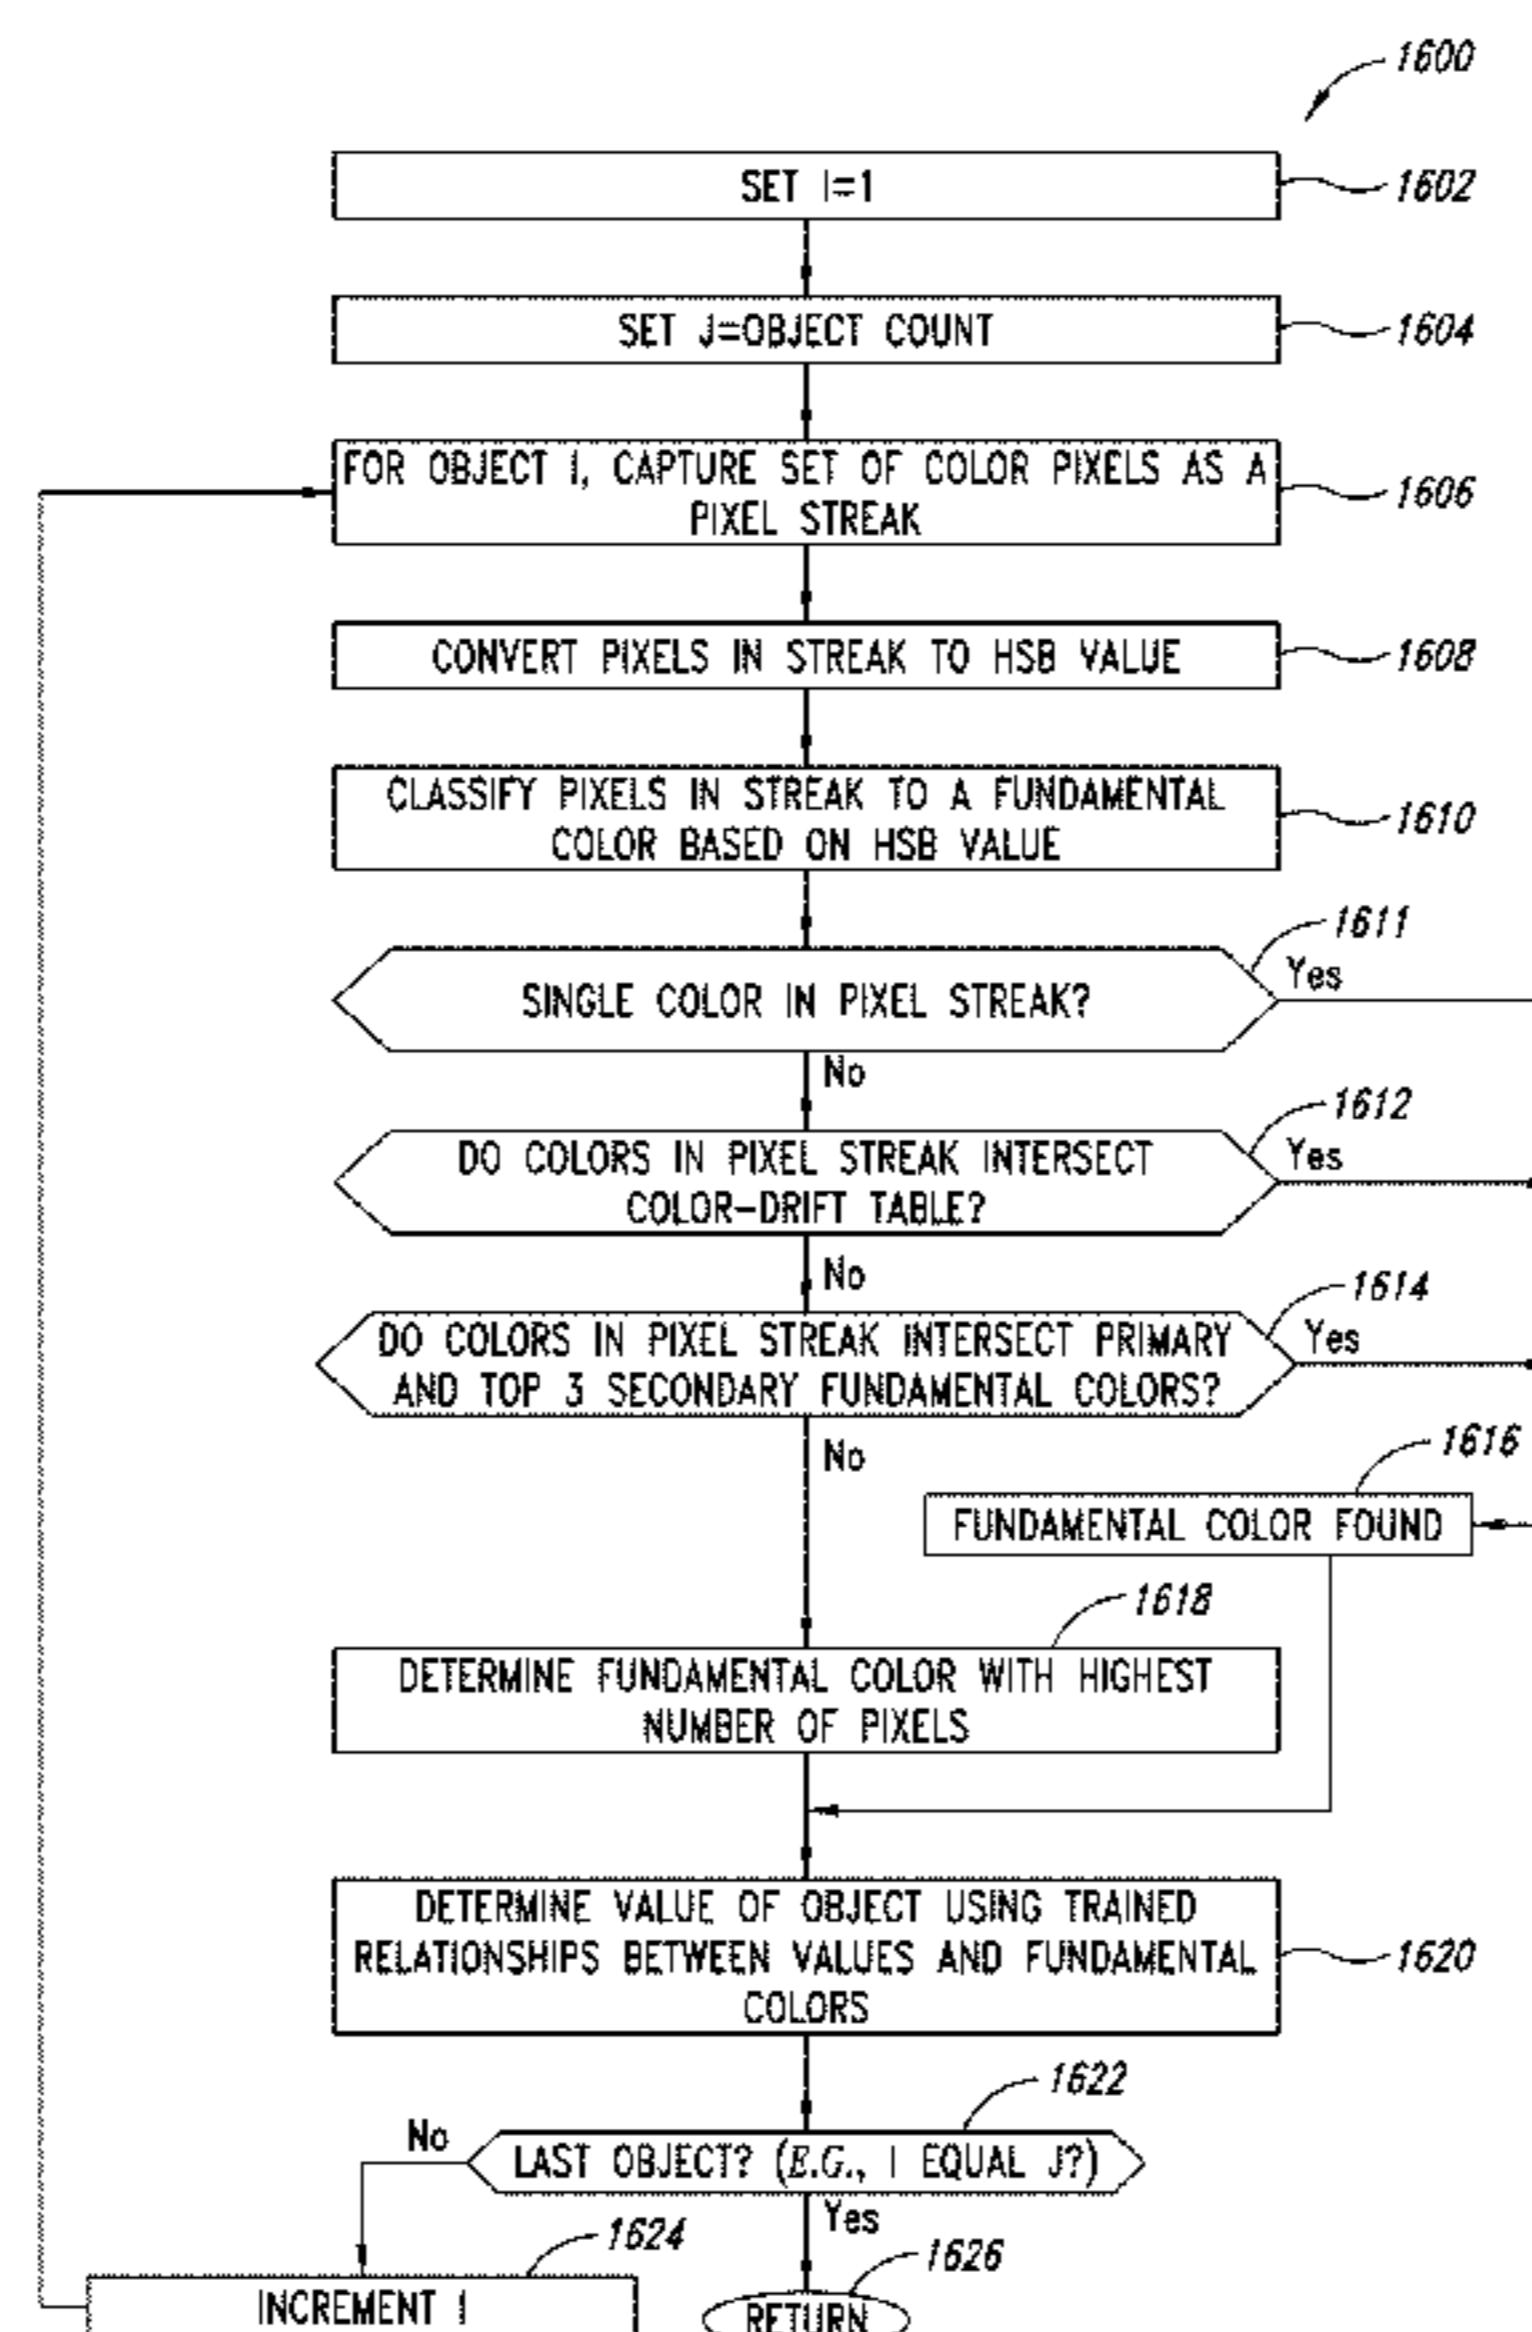 1600
SET I=1
1602
SET J=OBJECT COUNT
1604
FOR OBJECT I, CAPTURE SET OF COLOR PIXELS AS A
PIXEL STREAK
1606
CONVERT PIXELS IN STREAK TO HSB VALUE
1608
CLASSIFY PIXELS IN STREAK TO A FUNDAMENTAL
COLOR BASED ON HSB VALUE
1610
1611
SINGLE COLOR IN PIXEL STREAK?
Yes
No
1612
DO COLORS IN PIXEL STREAK INTERSECT
COLOR-DRIFT TABLE?
Yes
No
1614
DO COLORS IN PIXEL STREAK INTERSECT PRIMARY
AND TOP 3 SECONDARY FUNDAMENTAL COLORS?
Yes
No
1616
FUNDAMENTAL COLOR FOUND
1618
DETERMINE FUNDAMENTAL COLOR WITH HIGHEST
NUMBER OF PIXELS
DETERMINE VALUE OF OBJECT USING TRAINED
RELATIONSHIPS BETWEEN VALUES AND FUNDAMENTAL
COLORS
1620
1622
No
LAST OBJECT? (E.G., I EQUAL J?)
Yes
1624
INCREMENT I
1626
RETURN